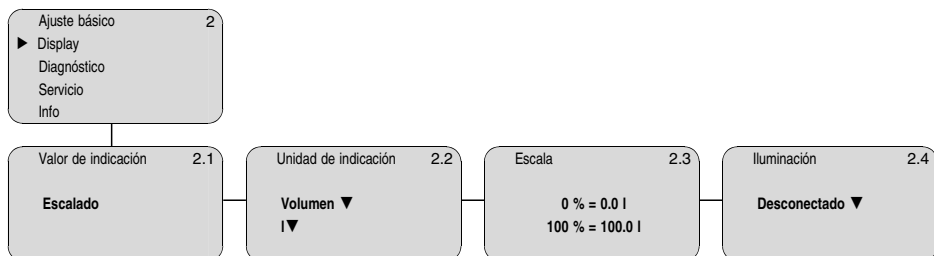 Ajuste básico 2
▶ Display
Diagnóstico
Servicio
Info
Valor de indicación 2.1
Escalado
Unidad de indicación 2.2
Volumen ▼
l ▼
Escala 2.3
0 % = 0.0 l
100 % = 100.0 l
Iluminación 2.4
Desconectado ▼